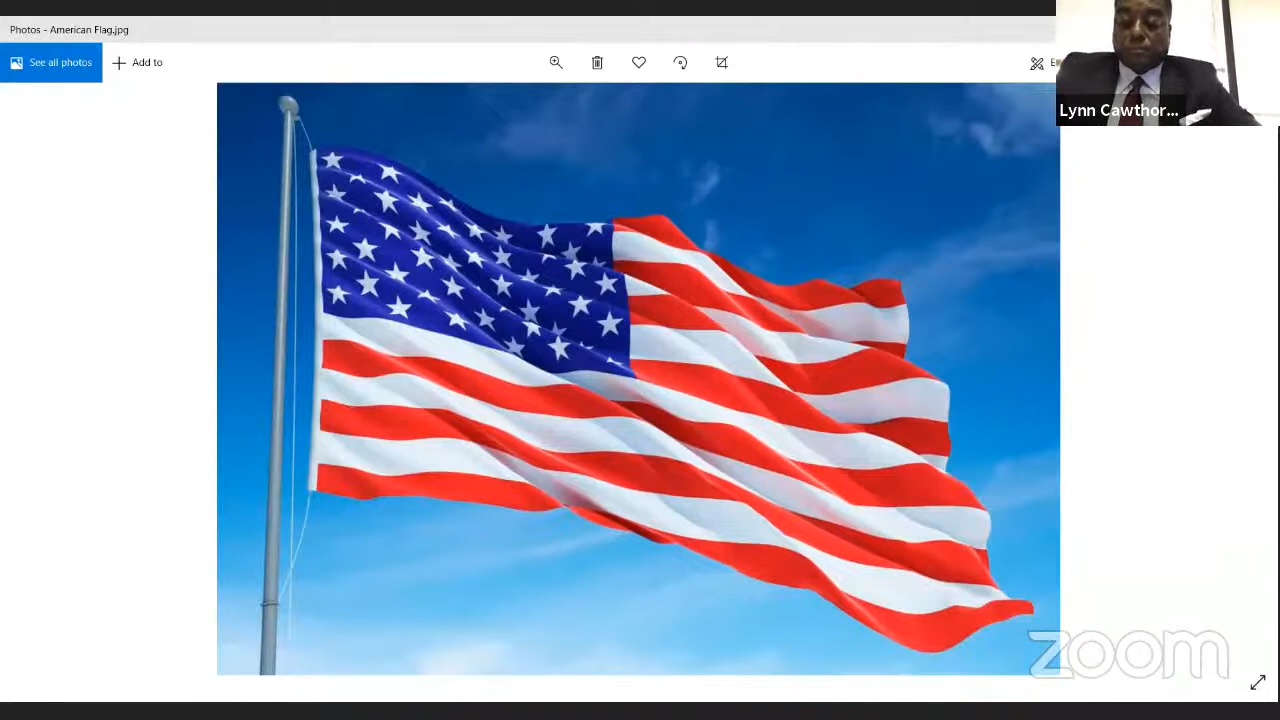 Photos - American Flag.jpg
See all photos
Add to
E
Lynn Cawthor...
zoom